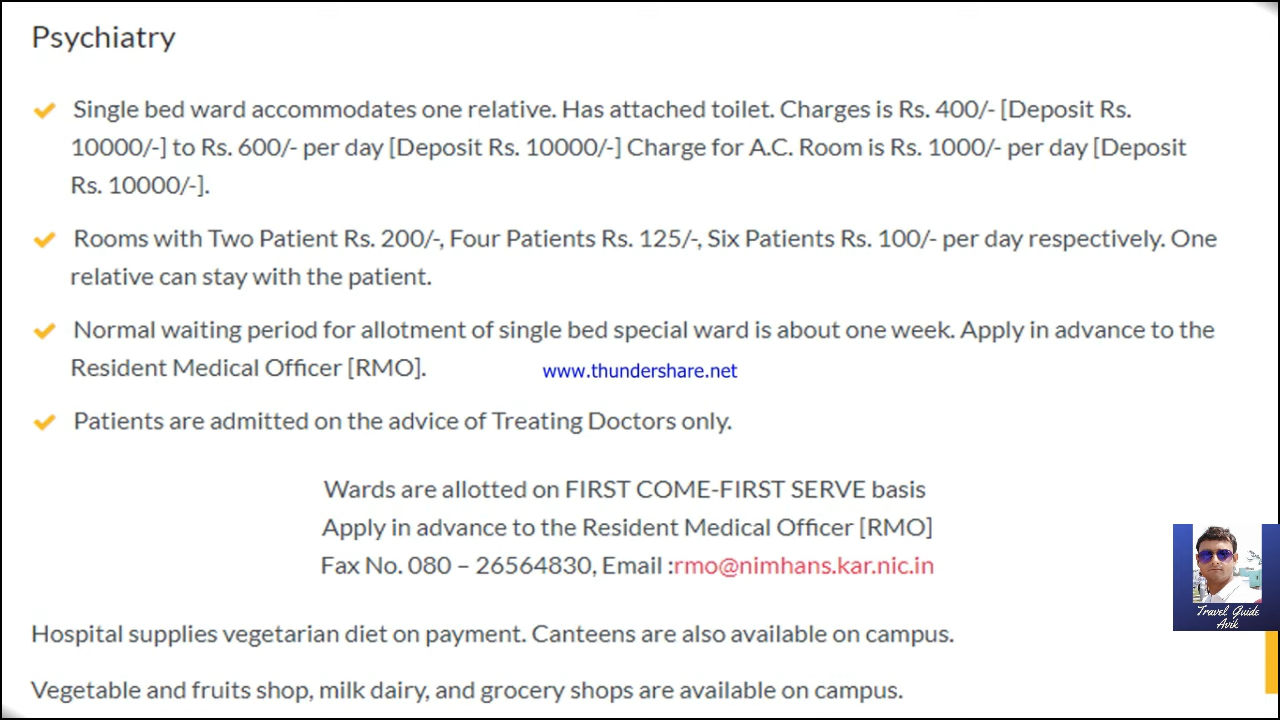 Psychiatry
Single bed ward accommodates one relative. Has attached toilet. Charges is Rs. 400/- [Deposit Rs.
10000/-] to Rs. 600/- per day [Deposit Rs. 10000/-] Charge for A.C. Room is Rs. 1000/- per day [Deposit
Rs. 10000/-].
Rooms with Two Patient Rs. 200/-, Four Patients Rs. 125/-, Six Patients Rs. 100/- per day respectively. One
relative can stay with the patient.
Normal waiting period for allotment of single bed special ward is about one week. Apply in advance to the
Resident Medical Officer [RMO].
www.thundershare.net
Patients are admitted on the advice of Treating Doctors only.
Wards are allotted on FIRST COME-FIRST SERVE basis
Apply in advance to the Resident Medical Officer [RMO]
Fax No. 080 – 26564830, Email :rmo@nimhans.kar.nic.in
Travel Guide
Avik
Hospital supplies vegetarian diet on payment. Canteens are also available on campus.
Vegetable and fruits shop, milk dairy, and grocery shops are available on campus.